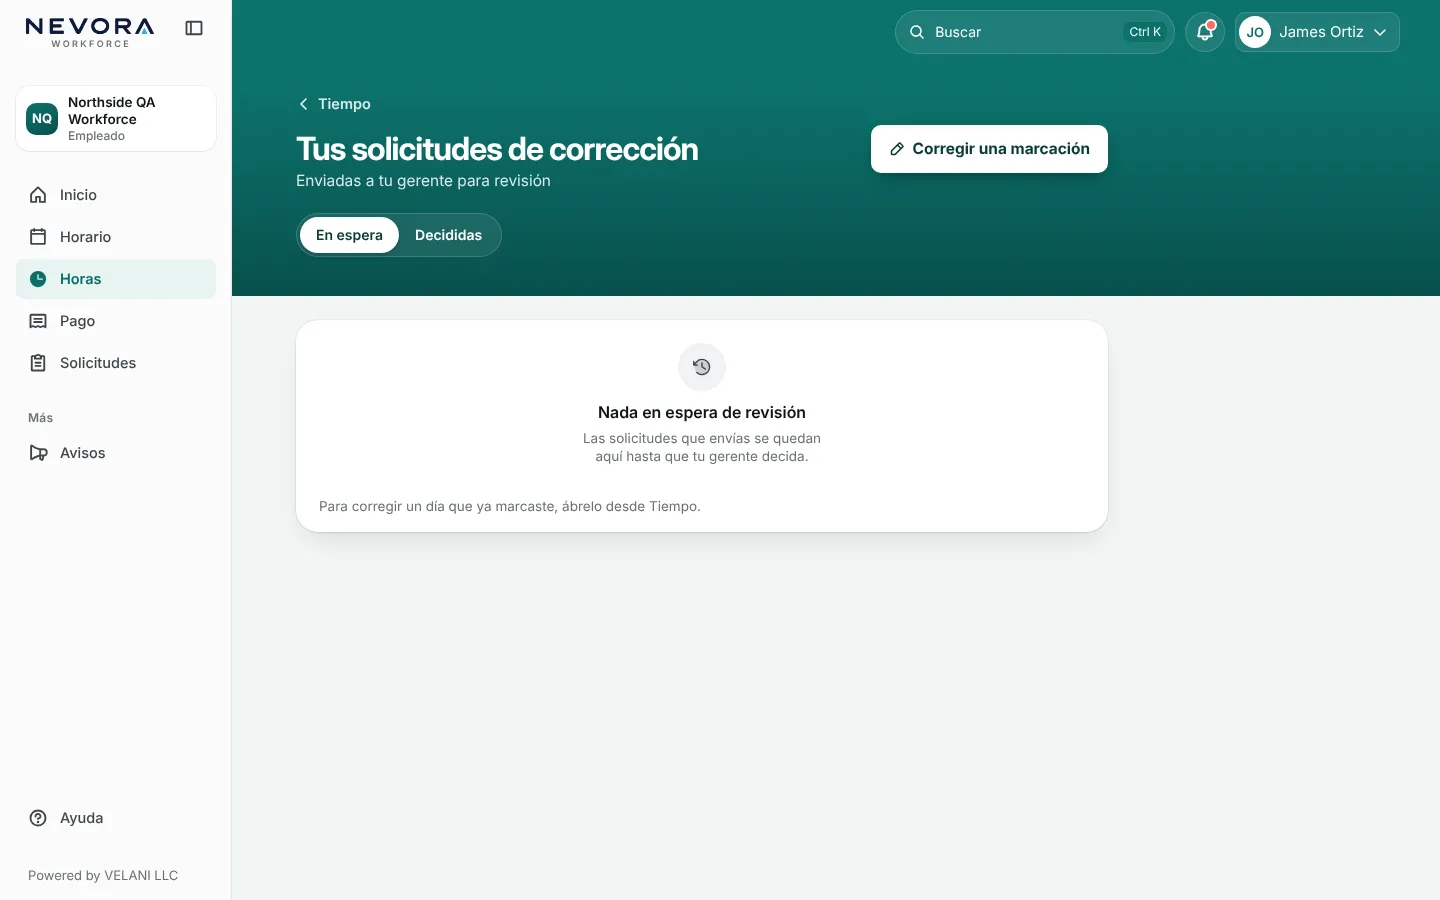 NEVORA
WORKFORCE
Buscar
Ctrl K
JO
James Ortiz
NQ
Northside QA
Workforce
Empleado
Inicio
Horario
Horas
Pago
Solicitudes
Más
Avisos
Ayuda
Powered by VELANI LLC
Tiempo
Tus solicitudes de corrección
Enviadas a tu gerente para revisión
Corregir una marcación
En espera
Decididas
Nada en espera de revisión
Las solicitudes que envías se quedan
aquí hasta que tu gerente decida.
Para corregir un día que ya marcaste, ábrelo desde Tiempo.